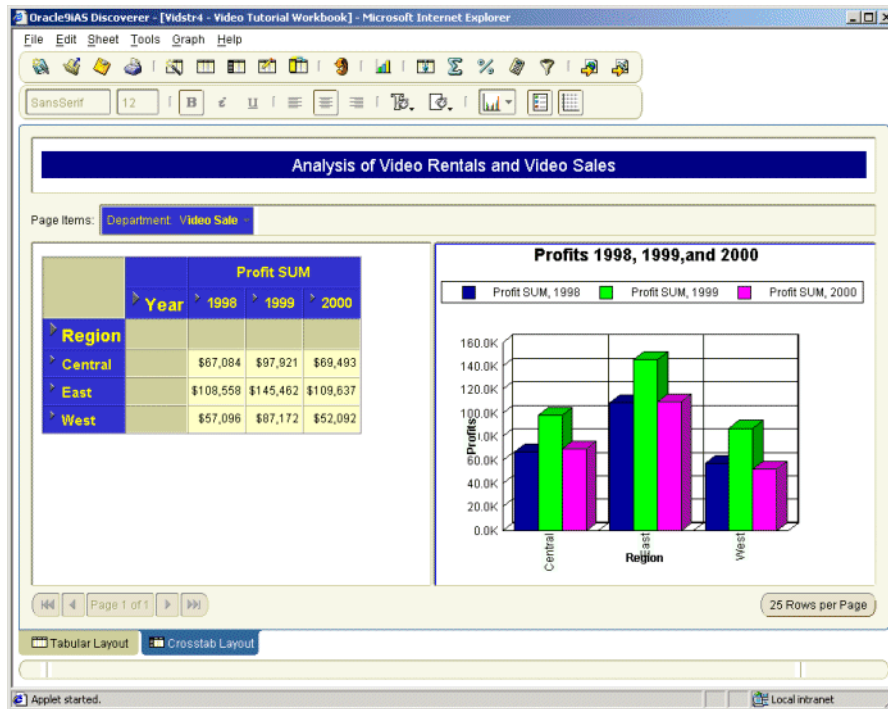 Oracle9iAS Discoverer - [Vidstr4 - Video Tutorial Workbook] - Microsoft Internet Explorer
File Edit Sheet Tools Graph Help
SansSerif 12 B i U
Analysis of Video Rentals and Video Sales
Page Items: Department: Video Sale
Profit SUM
Year 1998 1999 2000
Region
Central $67,084 $97,921 $69,493
East $108,558 $145,462 $109,637
West $57,096 $87,172 $52,092
Profits 1998, 1999,and 2000
Profit SUM, 1998 Profit SUM, 1999 Profit SUM, 2000
160.0K
140.0K
120.0K
100.0K
60.0K
40.0K
20.0K
0.0K
Profits
Central East West
Region
Page 1 of 1
25 Rows per Page
Tabular Layout Crosstab Layout
Applet started. Local intranet